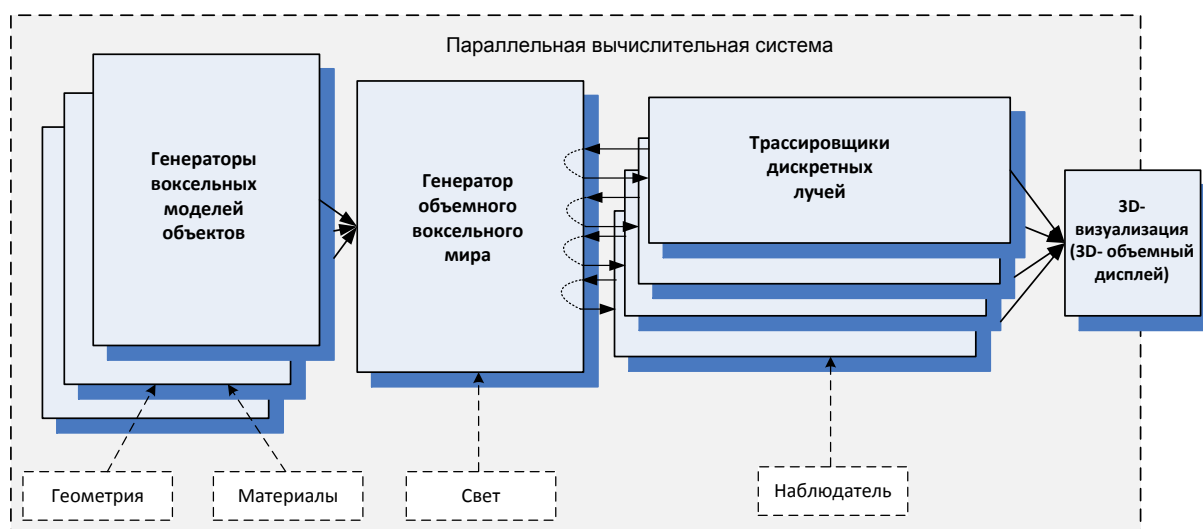 Параллельная вычислительная система
Генераторы
воксельных
моделей
объектов
Генератор
объемного
воксельного
мира
Трассировщики
дискретных
лучей
3D-
визуализация
(3D- объемный
дисплей)
Геометрия
Материалы
Свет
Наблюдатель